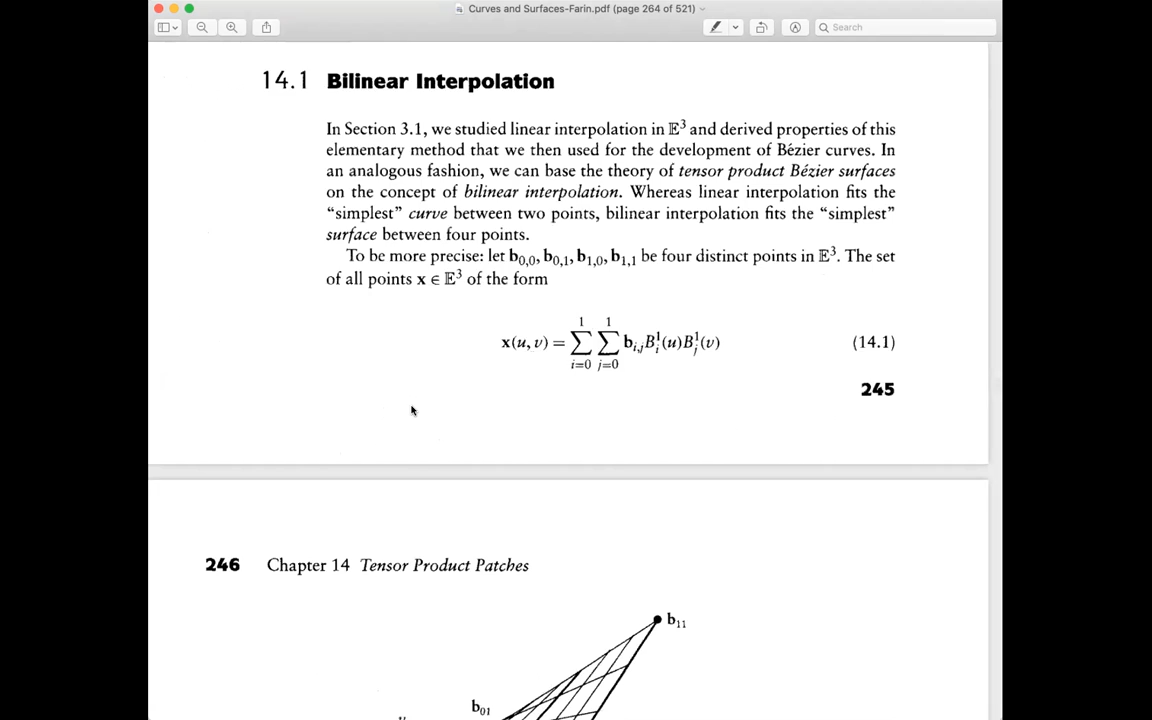 Curves and Surfaces-Farin.pdf (page 264 of 521)
Search
14.1 Bilinear Interpolation
In Section 3.1, we studied linear interpolation in 𝔼³ and derived properties of this
elementary method that we then used for the development of Bézier curves. In
an analogous fashion, we can base the theory of tensor product Bézier surfaces
on the concept of bilinear interpolation. Whereas linear interpolation fits the
“simplest” curve between two points, bilinear interpolation fits the “simplest”
surface between four points.
To be more precise: let b₀,₀, b₀,₁, b₁,₀, b₁,₁ be four distinct points in 𝔼³. The set
of all points x ∈ 𝔼³ of the form
x(u, v) = ∑_{i=0}^{1} ∑_{j=0}^{1} b_{i,j}B_i^1(u)B_j^1(v) (14.1)
245
246 Chapter 14 Tensor Product Patches
b₁₁
b₀₁